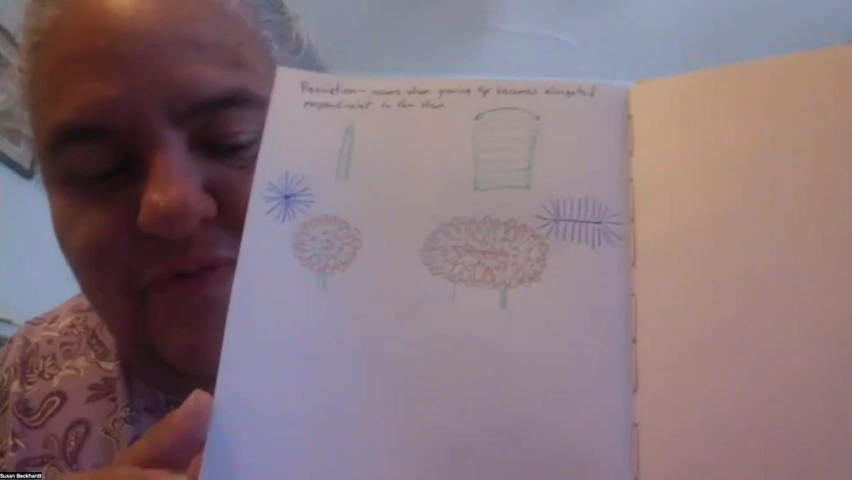 Fasciation - occurs when growing tip becomes elongated
perpendicular to the stem
Susan Beckhardt